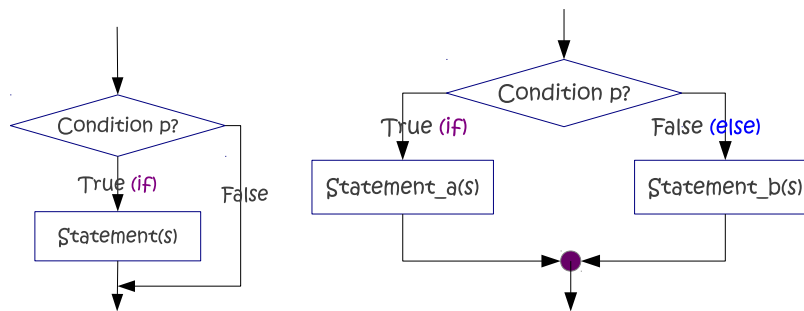 Condition p?
True (if)
False
Statement(s)
Condition p?
True (if)
False (else)
Statement_a(s)
Statement_b(s)